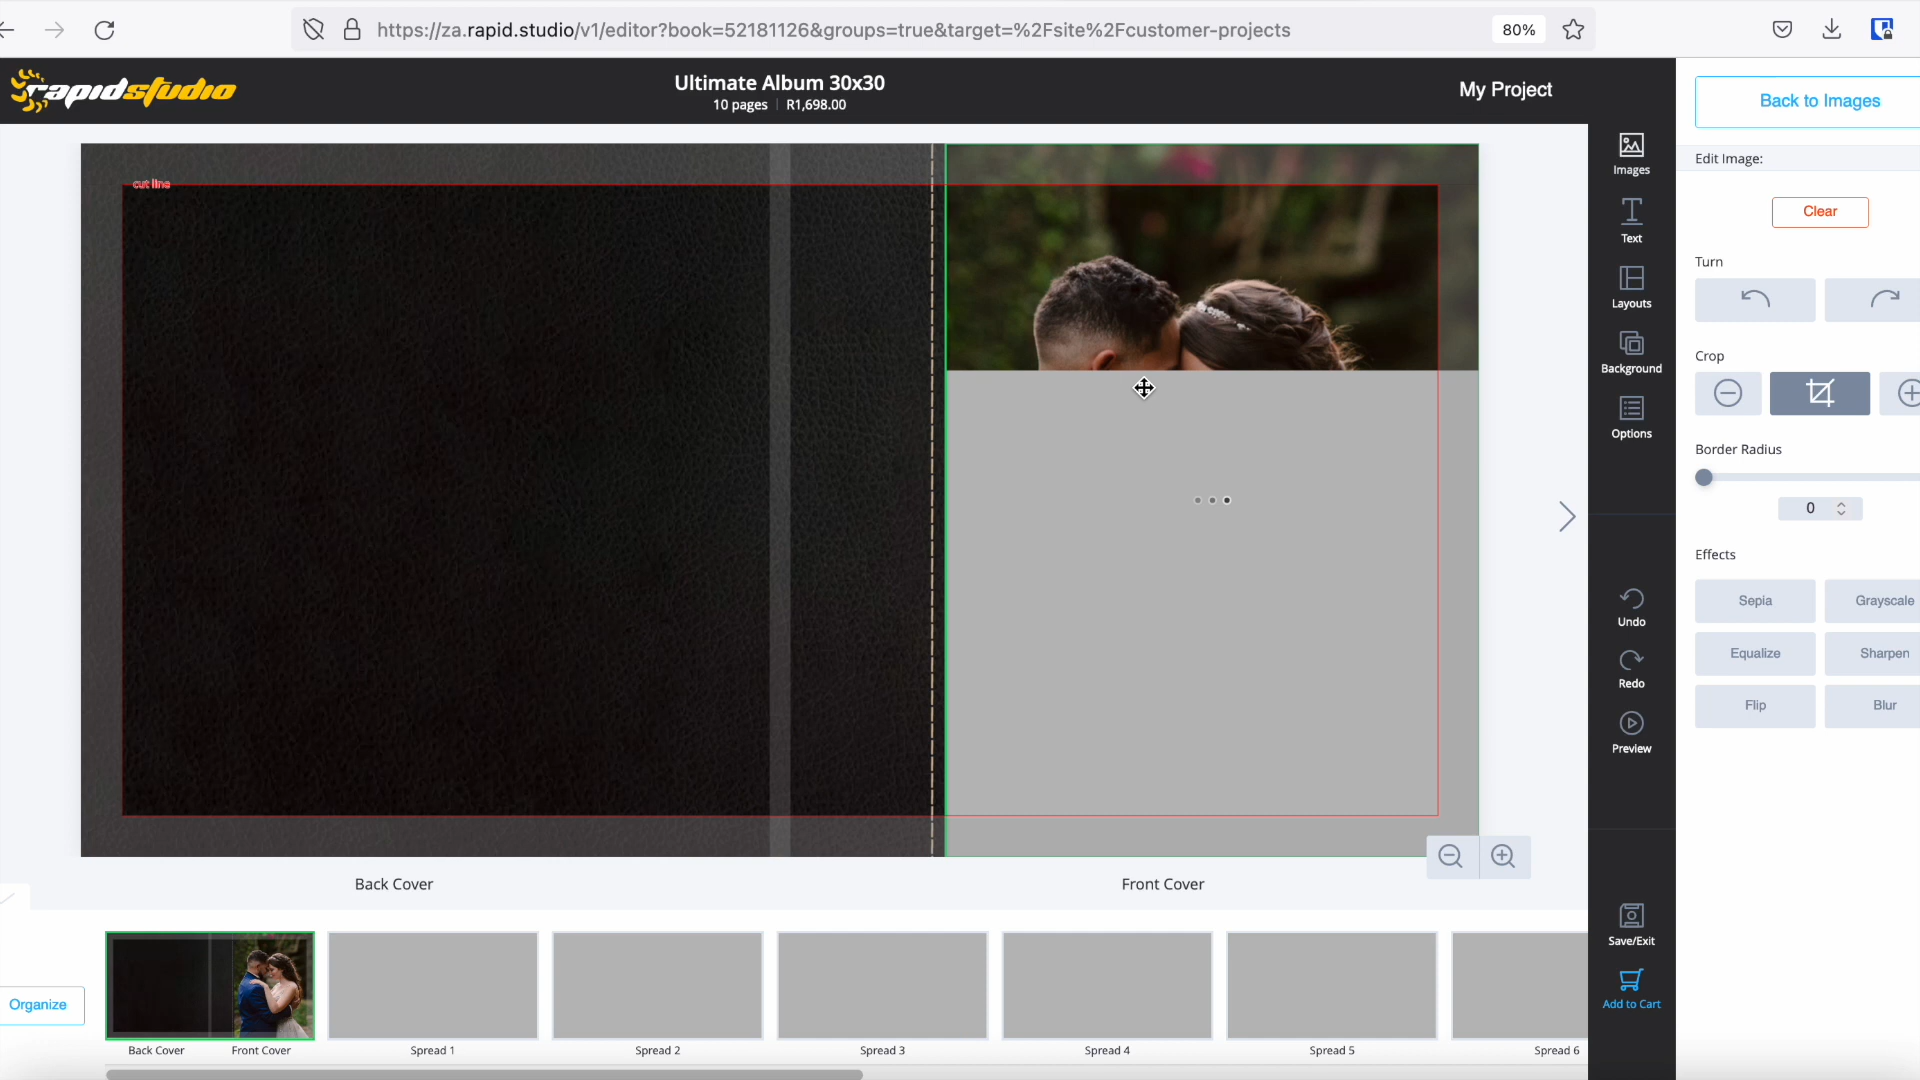 https://za.rapid.studio/v1/editor?book=52181126&groups=true&target=%2Fsite%2Fcustomer-projects
80%
rapidstudio
Ultimate Album 30x30
10 pages | R1,698.00
My Project
Back to Images
Edit Image:
Clear
Turn
Crop
Border Radius
0
Effects
Sepia
Grayscale
Equalize
Sharpen
Flip
Blur
Images
Text
Layouts
Background
Options
Undo
Redo
Preview
Save/Exit
Add to Cart
cut line
Back Cover
Front Cover
Organize
Back Cover
Front Cover
Spread 1
Spread 2
Spread 3
Spread 4
Spread 5
Spread 6